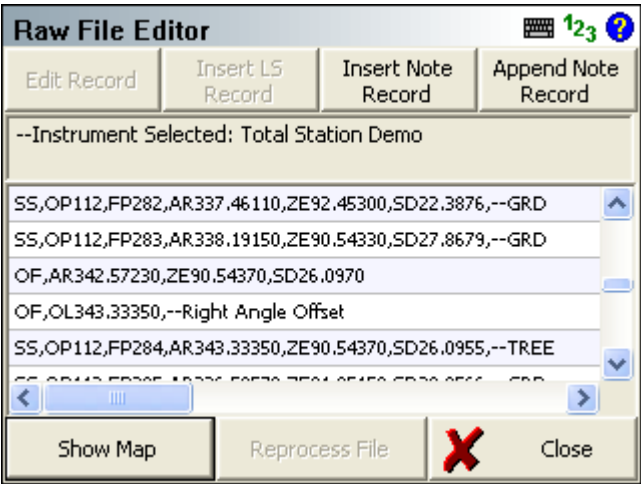 Raw File Editor
123
?
Edit Record
Insert LS
Record
Insert Note
Record
Append Note
Record
--Instrument Selected: Total Station Demo
SS,OP112,FP282,AR337.46110,ZE92.45300,SD22.3876,--GRD
SS,OP112,FP283,AR338.19150,ZE90.54330,SD27.8679,--GRD
OF,AR342.57230,ZE90.54370,SD26.0970
OF,OL343.33350,--Right Angle Offset
SS,OP112,FP284,AR343.33350,ZE90.54370,SD26.0955,--TREE
Show Map
Reprocess File
Close